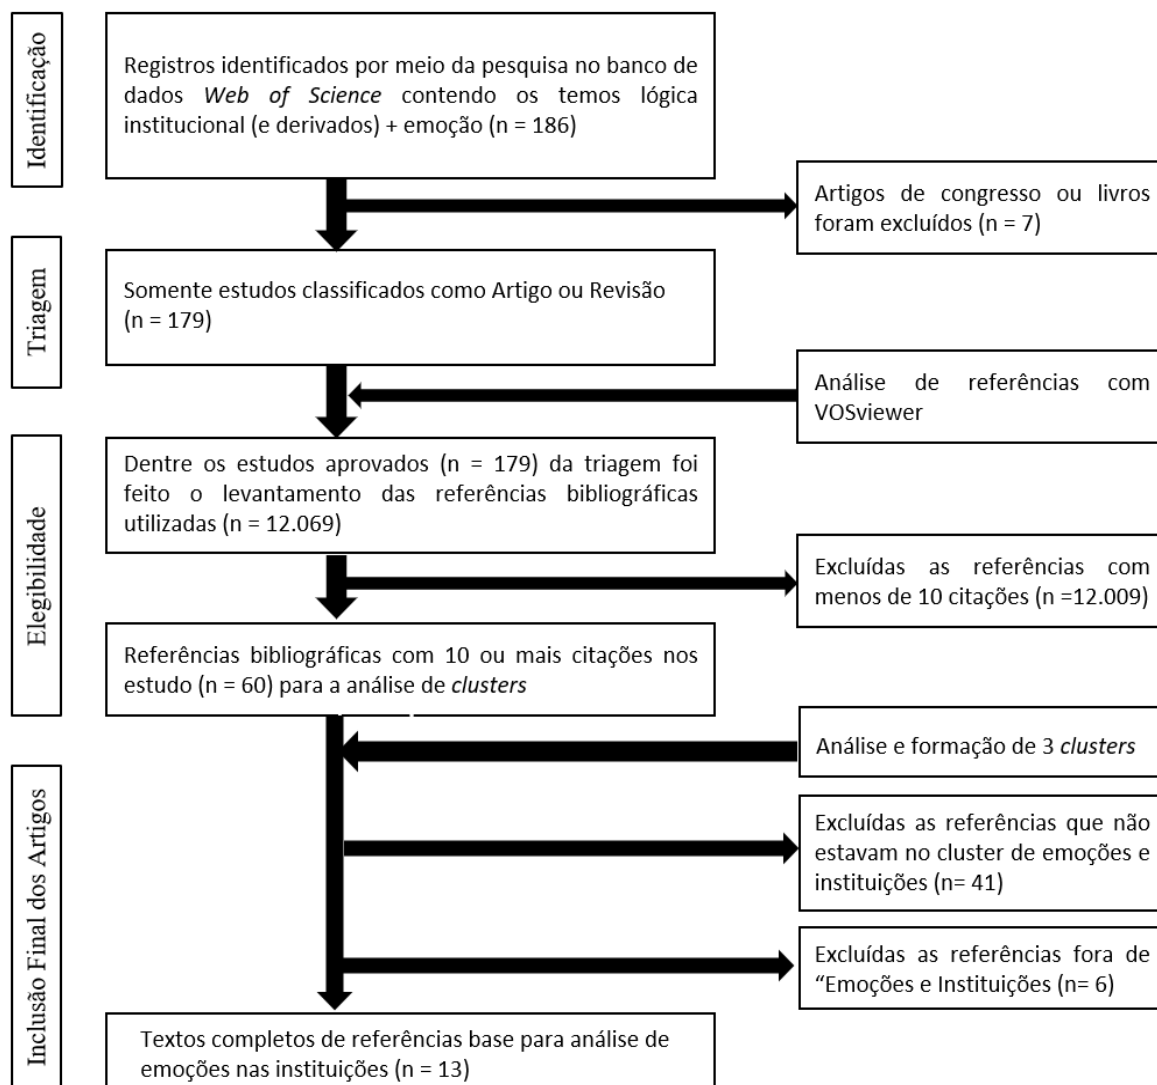 Identificação
Registros identificados por meio da pesquisa no banco de
dados Web of Science contendo os temos lógica
institucional (e derivados) + emoção (n = 186)
Artigos de congresso ou livros
foram excluídos (n = 7)
Triagem
Somente estudos classificados como Artigo ou Revisão
(n = 179)
Análise de referências com
VOSviewer
Elegibilidade
Dentre os estudos aprovados (n = 179) da triagem foi
feito o levantamento das referências bibliográficas
utilizadas (n = 12.069)
Excluídas as referências com
menos de 10 citações (n =12.009)
Referências bibliográficas com 10 ou mais citações nos
estudo (n = 60) para a análise de clusters
Inclusão Final dos Artigos
Análise e formação de 3 clusters
Excluídas as referências que não
estavam no cluster de emoções e
instituições (n= 41)
Excluídas as referências fora de
“Emoções e Instituições (n= 6)
Textos completos de referências base para análise de
emoções nas instituições (n = 13)